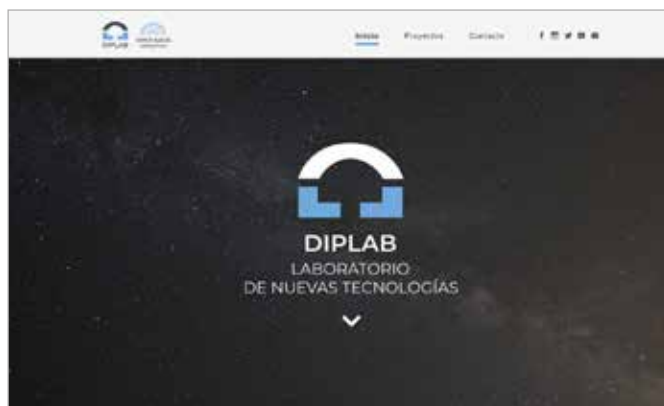 DIPLAB
Inicio Proyectos Contacto
DIPLAB
LABORATORIO
DE NUEVAS TECNOLOGÍAS